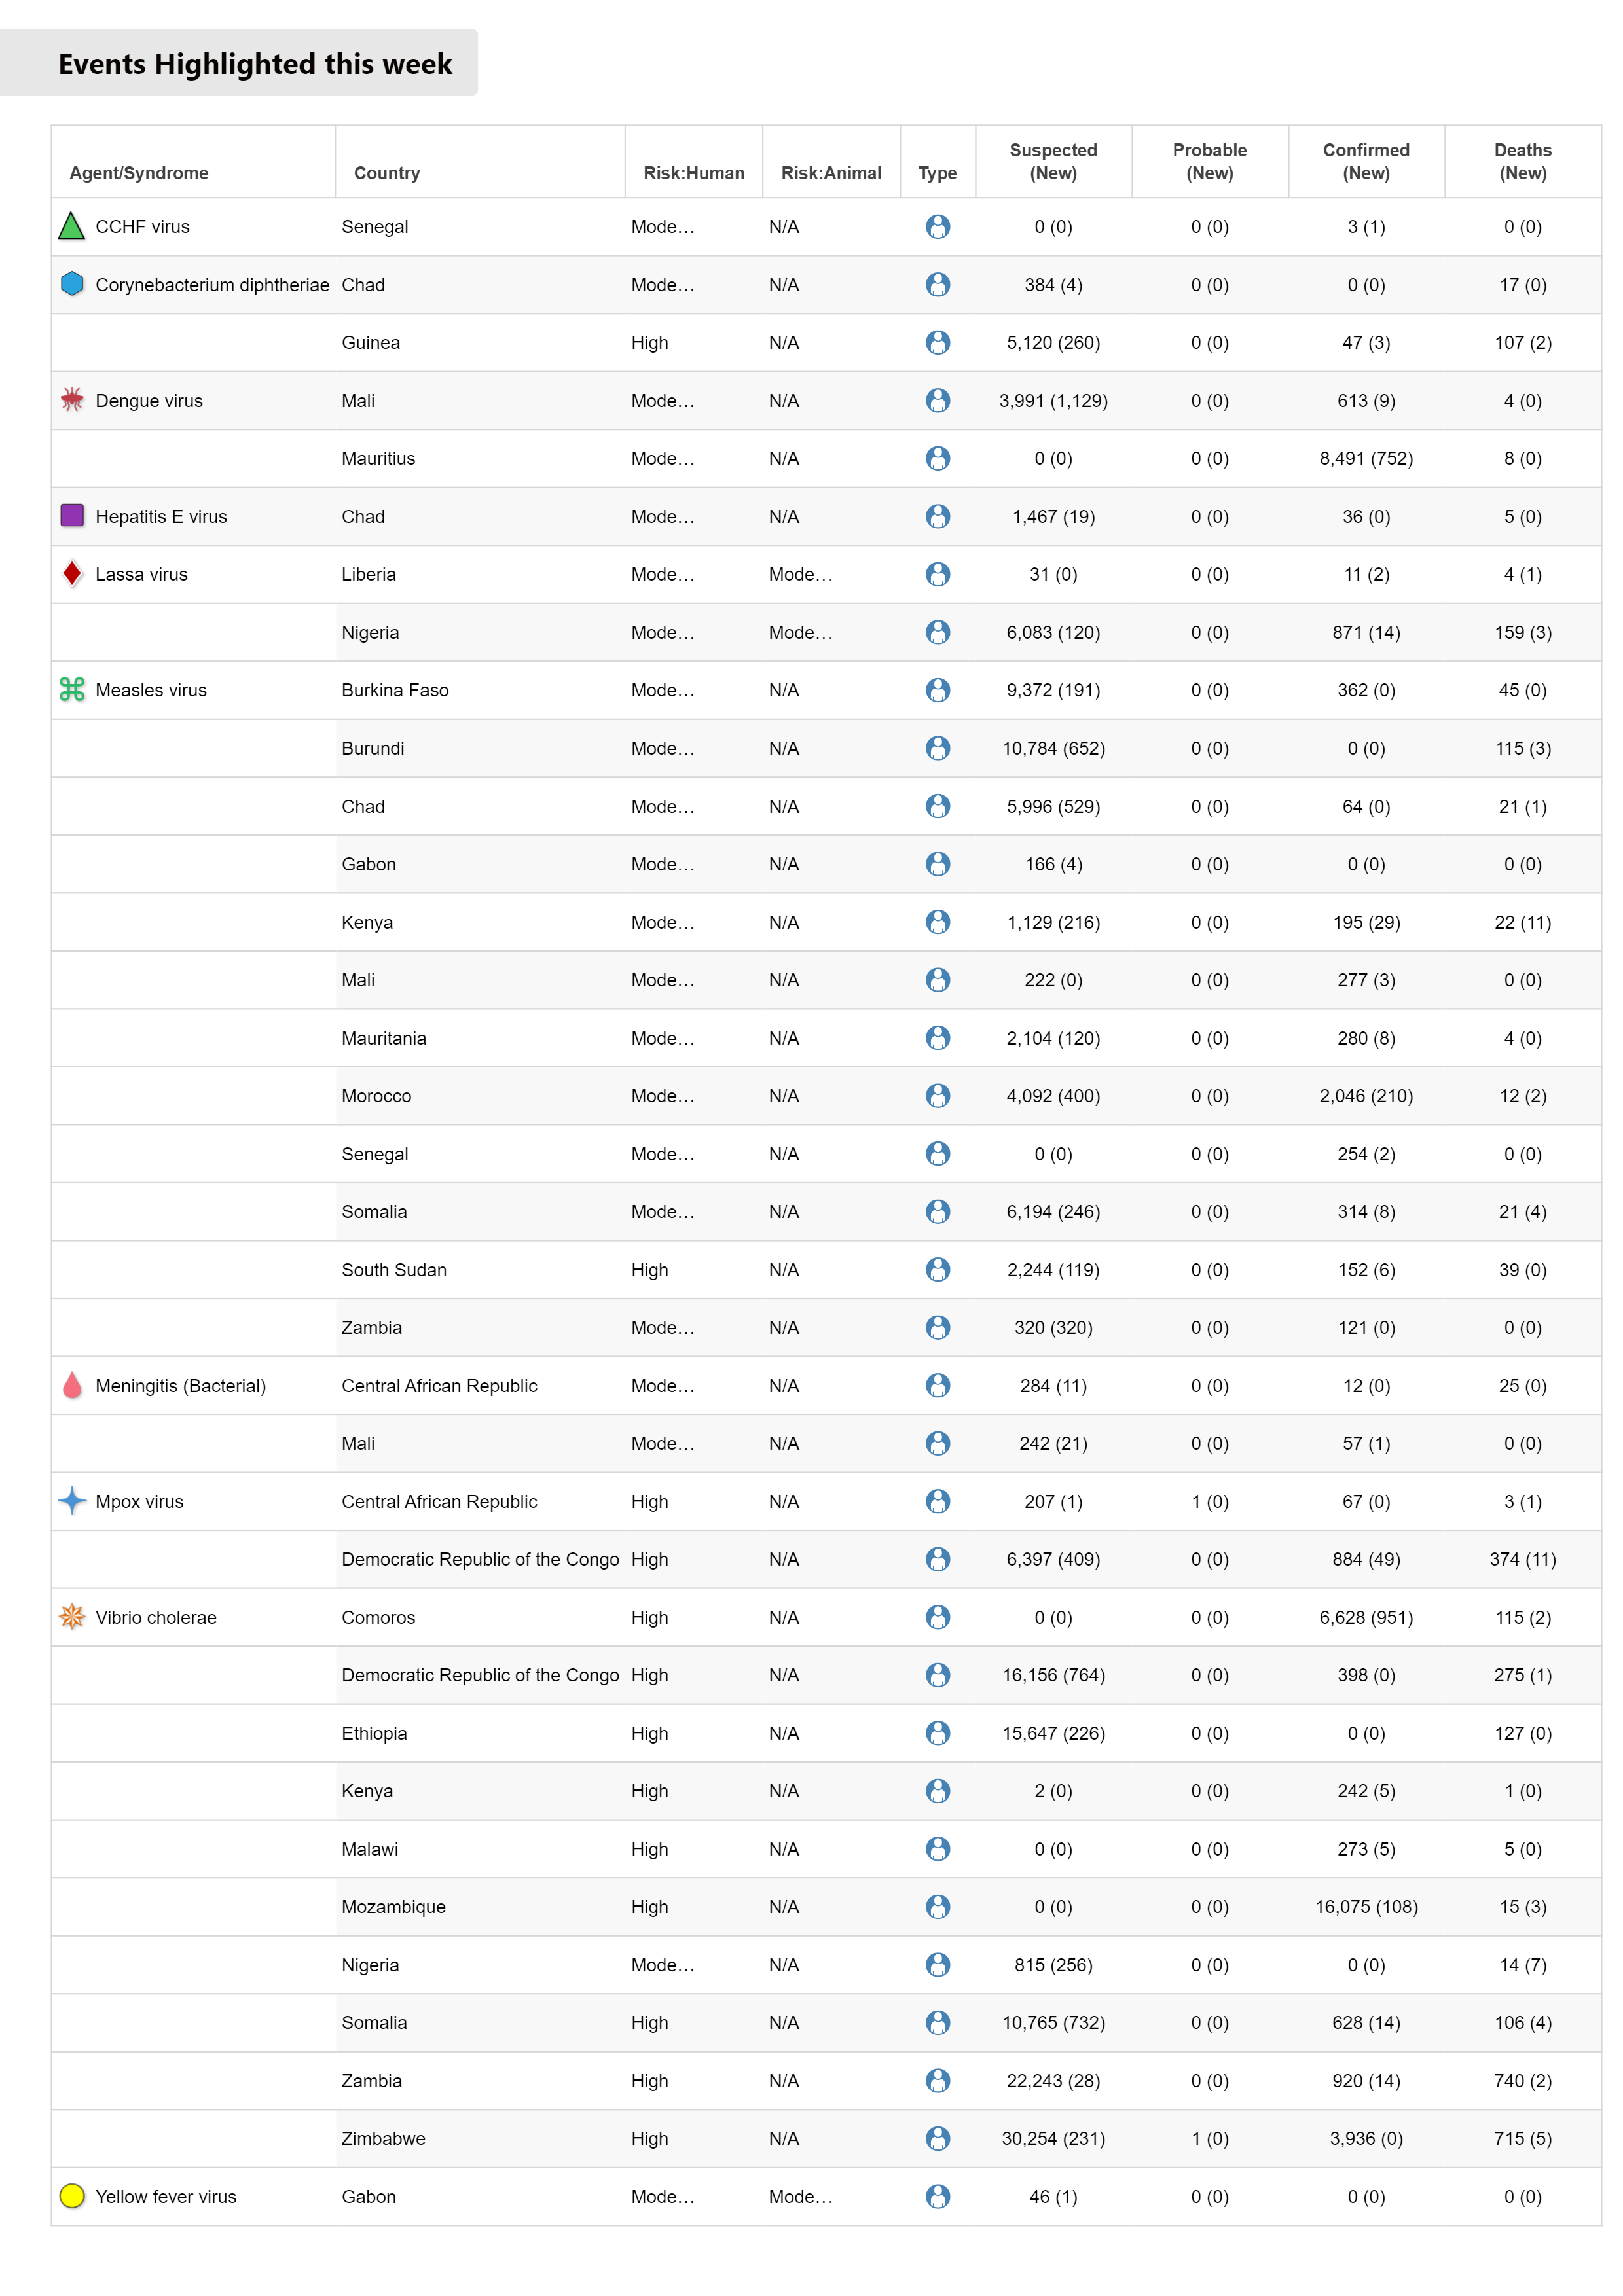 Events Highlighted this week
Agent/Syndrome Country Risk:Human Risk:Animal Type Suspected (New) Probable (New) Confirmed (New) Deaths (New)
CCHF virus Senegal Mode… N/A 0 (0) 0 (0) 3 (1) 0 (0)
Corynebacterium diphtheriae Chad Mode… N/A 384 (4) 0 (0) 0 (0) 17 (0)
Guinea High N/A 5,120 (260) 0 (0) 47 (3) 107 (2)
Dengue virus Mali Mode… N/A 3,991 (1,129) 0 (0) 613 (9) 4 (0)
Mauritius Mode… N/A 0 (0) 0 (0) 8,491 (752) 8 (0)
Hepatitis E virus Chad Mode… N/A 1,467 (19) 0 (0) 36 (0) 5 (0)
Lassa virus Liberia Mode… Mode… 31 (0) 0 (0) 11 (2) 4 (1)
Nigeria Mode… Mode… 6,083 (120) 0 (0) 871 (14) 159 (3)
Measles virus Burkina Faso Mode… N/A 9,372 (191) 0 (0) 362 (0) 45 (0)
Burundi Mode… N/A 10,784 (652) 0 (0) 0 (0) 115 (3)
Chad Mode… N/A 5,996 (529) 0 (0) 64 (0) 21 (1)
Gabon Mode… N/A 166 (4) 0 (0) 0 (0) 0 (0)
Kenya Mode… N/A 1,129 (216) 0 (0) 195 (29) 22 (11)
Mali Mode… N/A 222 (0) 0 (0) 277 (3) 0 (0)
Mauritania Mode… N/A 2,104 (120) 0 (0) 280 (8) 4 (0)
Morocco Mode… N/A 4,092 (400) 0 (0) 2,046 (210) 12 (2)
Senegal Mode… N/A 0 (0) 0 (0) 254 (2) 0 (0)
Somalia Mode… N/A 6,194 (246) 0 (0) 314 (8) 21 (4)
South Sudan High N/A 2,244 (119) 0 (0) 152 (6) 39 (0)
Zambia Mode… N/A 320 (320) 0 (0) 121 (0) 0 (0)
Meningitis (Bacterial) Central African Republic Mode… N/A 284 (11) 0 (0) 12 (0) 25 (0)
Mali Mode… N/A 242 (21) 0 (0) 57 (1) 0 (0)
Mpox virus Central African Republic High N/A 207 (1) 1 (0) 67 (0) 3 (1)
Democratic Republic of the Congo High N/A 6,397 (409) 0 (0) 884 (49) 374 (11)
Vibrio cholerae Comoros High N/A 0 (0) 0 (0) 6,628 (951) 115 (2)
Democratic Republic of the Congo High N/A 16,156 (764) 0 (0) 398 (0) 275 (1)
Ethiopia High N/A 15,647 (226) 0 (0) 0 (0) 127 (0)
Kenya High N/A 2 (0) 0 (0) 242 (5) 1 (0)
Malawi High N/A 0 (0) 0 (0) 273 (5) 5 (0)
Mozambique High N/A 0 (0) 0 (0) 16,075 (108) 15 (3)
Nigeria Mode… N/A 815 (256) 0 (0) 0 (0) 14 (7)
Somalia High N/A 10,765 (732) 0 (0) 628 (14) 106 (4)
Zambia High N/A 22,243 (28) 0 (0) 920 (14) 740 (2)
Zimbabwe High N/A 30,254 (231) 1 (0) 3,936 (0) 715 (5)
Yellow fever virus Gabon Mode… Mode… 46 (1) 0 (0) 0 (0) 0 (0)